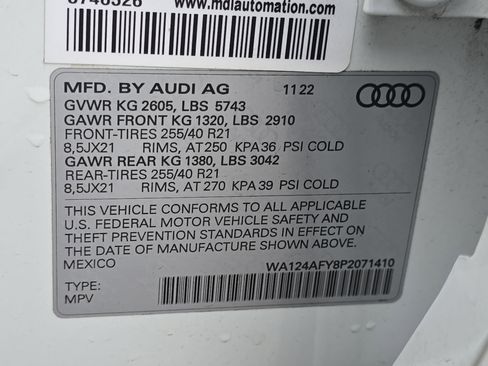 www.mdiautomation.com
MFD. BY AUDI AG 11 22
GVWR KG 2605, LBS 5743
GAWR FRONT KG 1320, LBS 2910
FRONT-TIRES 255/40 R21
8,5JX21 RIMS, AT 250 KPA 36 PSI COLD
GAWR REAR KG 1380, LBS 3042
REAR-TIRES 255/40 R21
8,5JX21 RIMS, AT 270 KPA 39 PSI COLD
THIS VEHICLE CONFORMS TO ALL APPLICABLE
U.S. FEDERAL MOTOR VEHICLE SAFETY AND
THEFT PREVENTION STANDARDS IN EFFECT ON
THE DATE OF MANUFACTURE SHOWN ABOVE.
MEXICO WA124AFY8P2071410
TYPE:
MPV